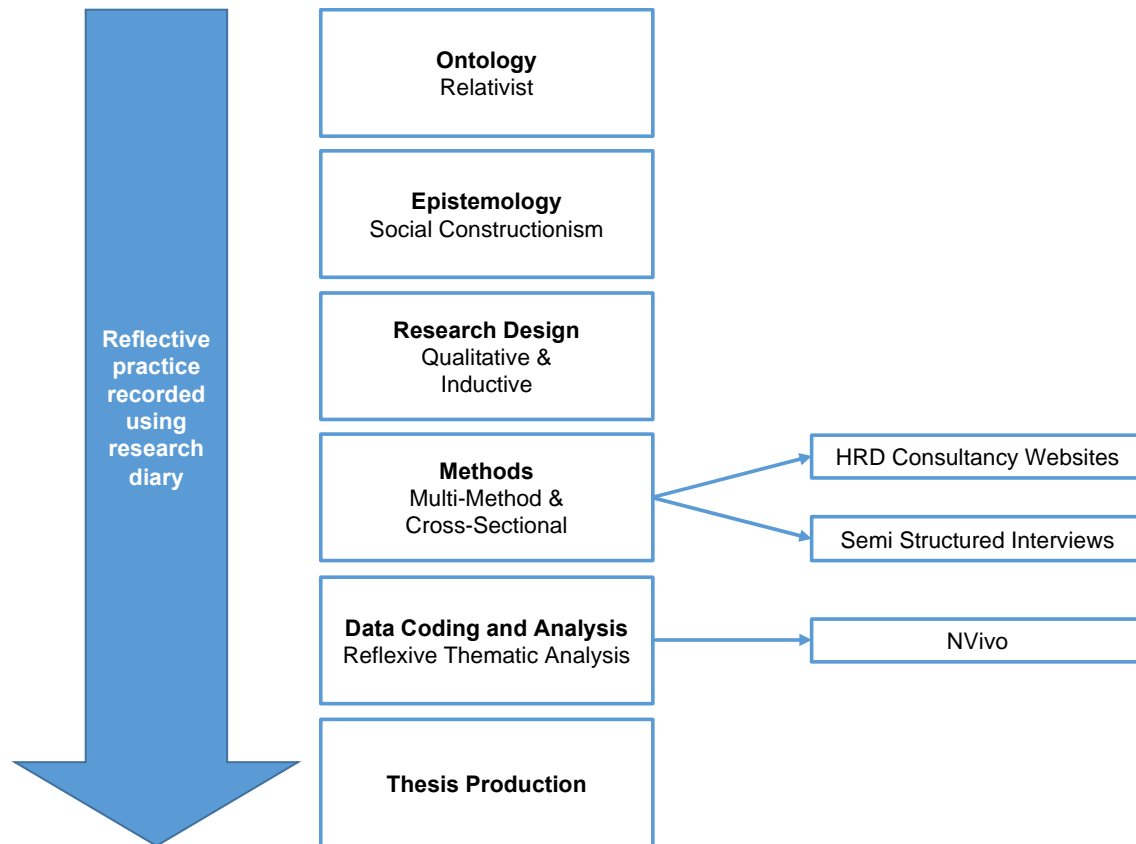 Reflective
practice
recorded
using
research
diary
Ontology
Relativist
Epistemology
Social Constructionism
Research Design
Qualitative &
Inductive
Methods
Multi-Method &
Cross-Sectional
HRD Consultancy Websites
Semi Structured Interviews
Data Coding and Analysis
Reflexive Thematic Analysis
NVivo
Thesis Production